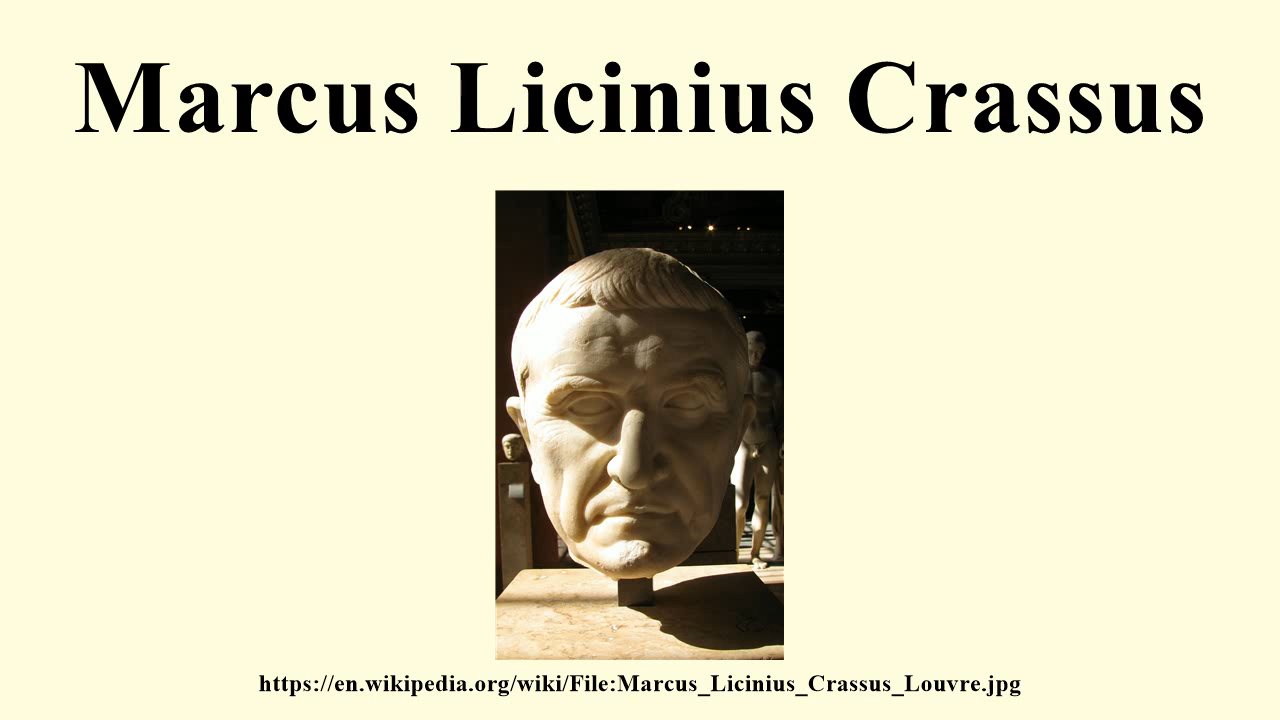 Marcus Licinius Crassus
https://en.wikipedia.org/wiki/File:Marcus_Licinius_Crassus_Louvre.jpg